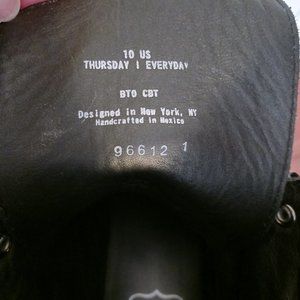 10 US
THURSDAY | EVERYDAY
BTO CBT
Designed in New York, NY
Handcrafted in Mexico
96612 1